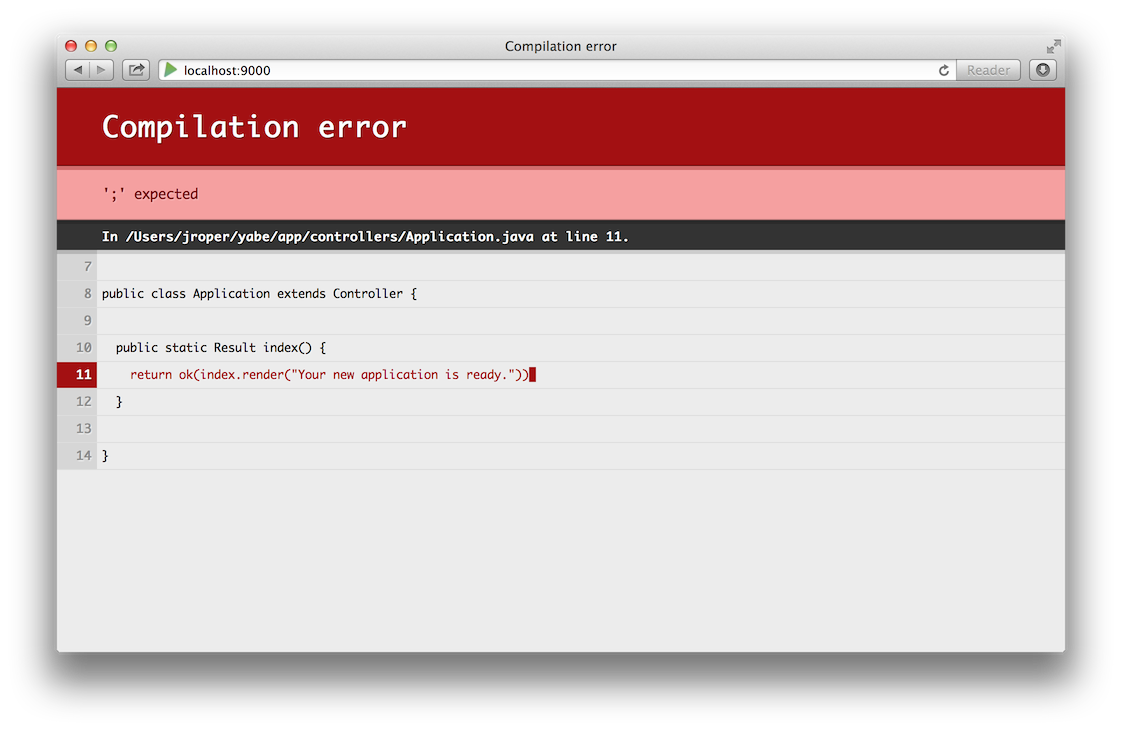 Compilation error
localhost:9000
Reader
Compilation error
';' expected
In /Users/jroper/yabe/app/controllers/Application.java at line 11.
7
8 public class Application extends Controller {
9
10 public static Result index() {
11 return ok(index.render("Your new application is ready."))
12 }
13
14 }